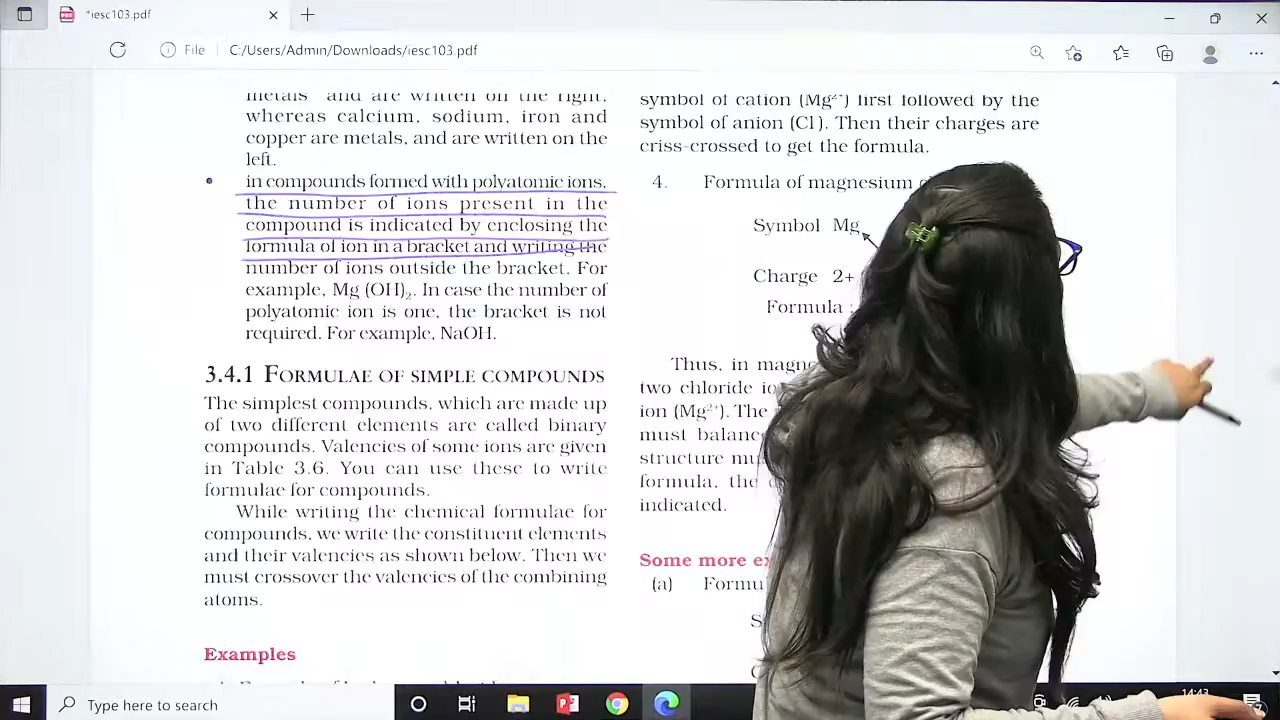 *iesc103.pdf
File C:/Users/Admin/Downloads/iesc103.pdf
metals and are written on the right,
whereas calcium, sodium, iron and
copper are metals, and are written on the
left.
• in compounds formed with polyatomic ions,
the number of ions present in the
compound is indicated by enclosing the
formula of ion in a bracket and writing the
number of ions outside the bracket. For
example, Mg (OH)₂. In case the number of
polyatomic ion is one, the bracket is not
required. For example, NaOH.
3.4.1 FORMULAE OF SIMPLE COMPOUNDS
The simplest compounds, which are made up
of two different elements are called binary
compounds. Valencies of some ions are given
in Table 3.6. You can use these to write
formulae for compounds.
While writing the chemical formulae for
compounds, we write the constituent elements
and their valencies as shown below. Then we
must crossover the valencies of the combining
atoms.
Examples
symbol of cation (Mg²⁺) first followed by the
symbol of anion (Cl⁻). Then their charges are
criss-crossed to get the formula.
4. Formula of magnesium
Symbol Mg
Charge 2+
Formula :
Thus, in
two chloride
ion (Mg²⁺). The
must
structure
formula, the
indicated.
Some more
(a)
Type here to search
14:43